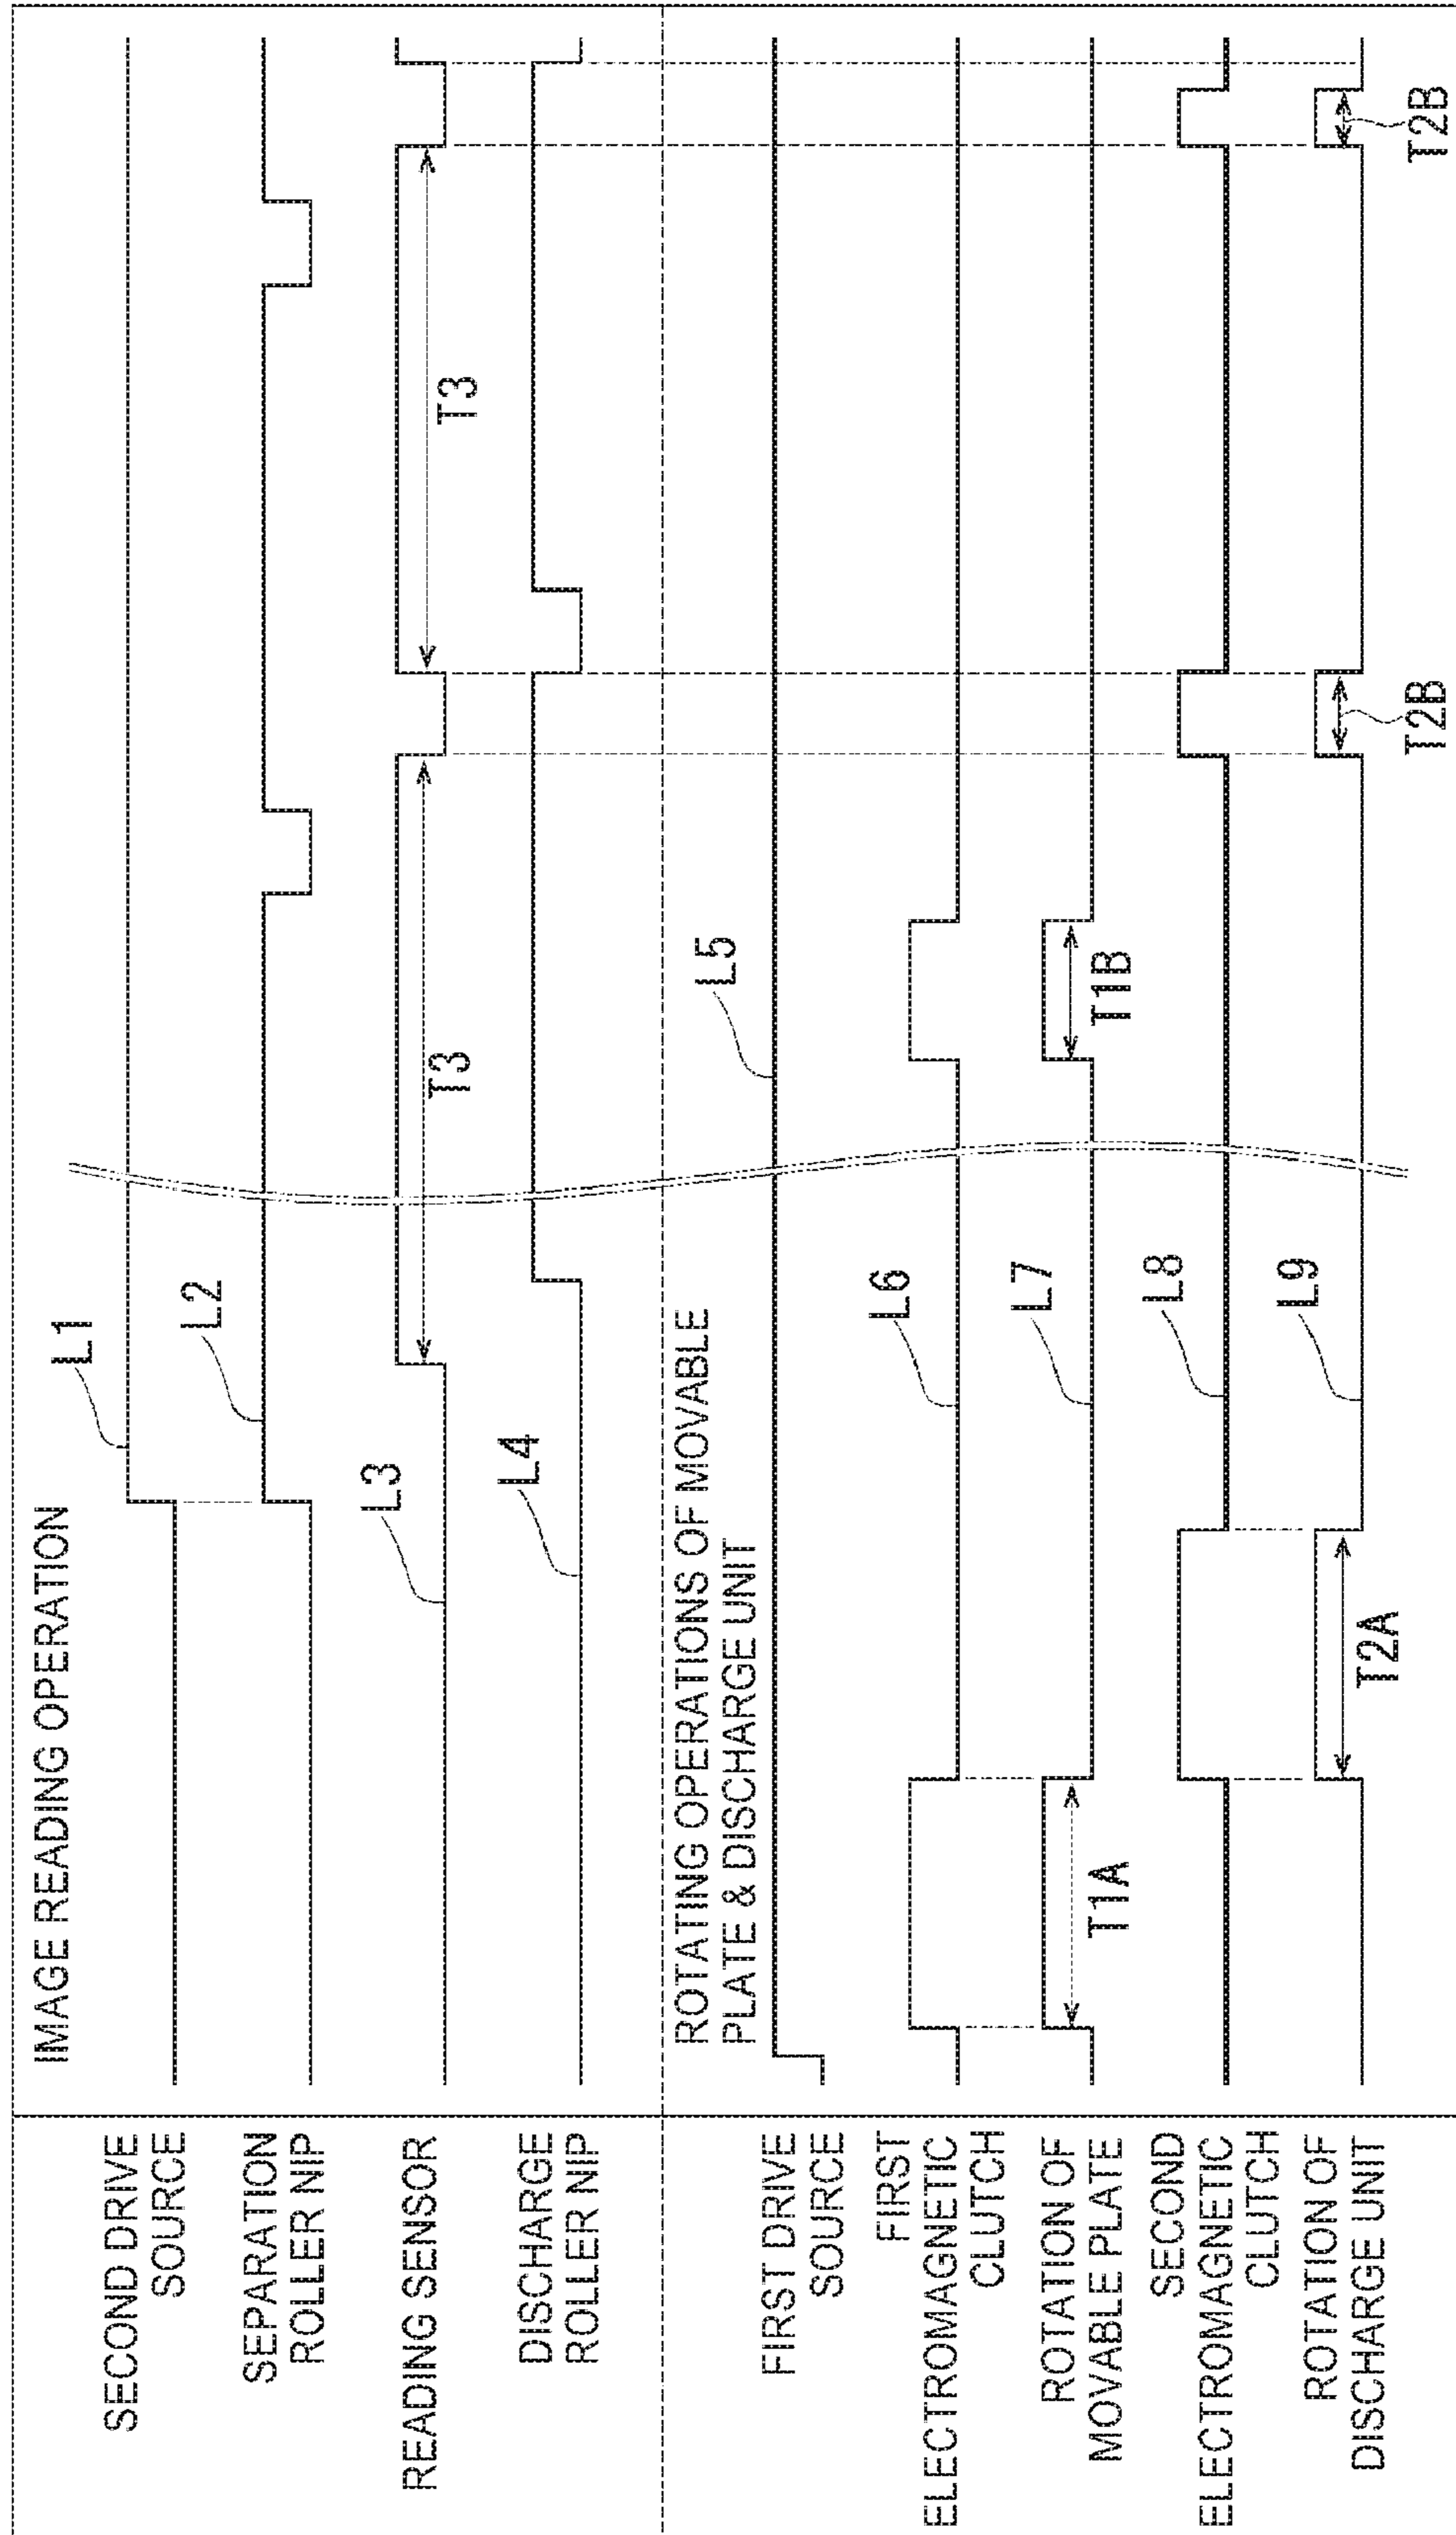 IMAGE READING OPERATION
SECOND DRIVE
SOURCE
L1
SEPARATION
ROLLER NIP
L2
READING SENSOR
L3
T3
T3
DISCHARGE
ROLLER NIP
L4
ROTATING OPERATIONS OF MOVABLE
PLATE & DISCHARGE UNIT
FIRST DRIVE
SOURCE
L5
FIRST
ELECTROMAGNETIC
CLUTCH
L6
ROTATION OF
MOVABLE PLATE
T1A
L7
T1B
SECOND
ELECTROMAGNETIC
CLUTCH
L8
ROTATION OF
DISCHARGE UNIT
T2A
L9
T2B
T2B